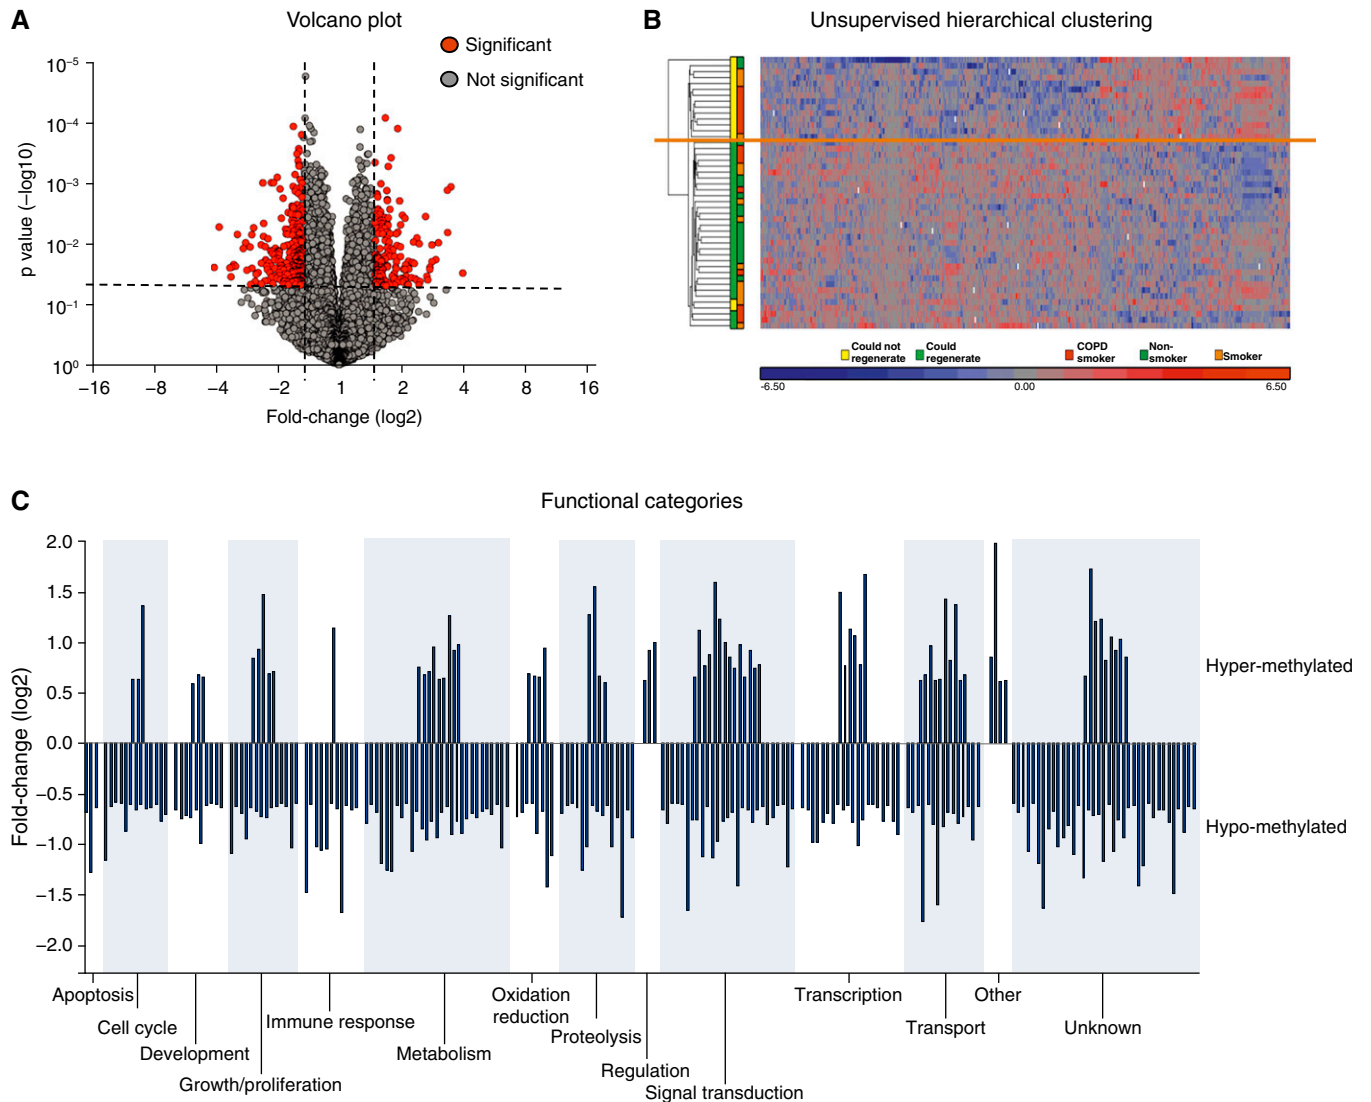 A
Volcano plot
Significant
Not significant
10⁻⁵
10⁻⁴
10⁻³
10⁻²
10⁻¹
10⁰
p value (−log10)
−16
−8
−4
−2
1
2
4
8
16
Fold-change (log2)
B
Unsupervised hierarchical clustering
Could not regenerate
Could regenerate
COPD smoker
Non-smoker
Smoker
-6.50
0.00
6.50
C
Functional categories
2.0
1.5
1.0
0.5
0.0
−0.5
−1.0
−1.5
−2.0
Fold-change (log2)
Hyper-methylated
Hypo-methylated
Apoptosis
Cell cycle
Development
Growth/proliferation
Immune response
Metabolism
Oxidation
reduction
Proteolysis
Regulation
Signal transduction
Transcription
Transport
Other
Unknown